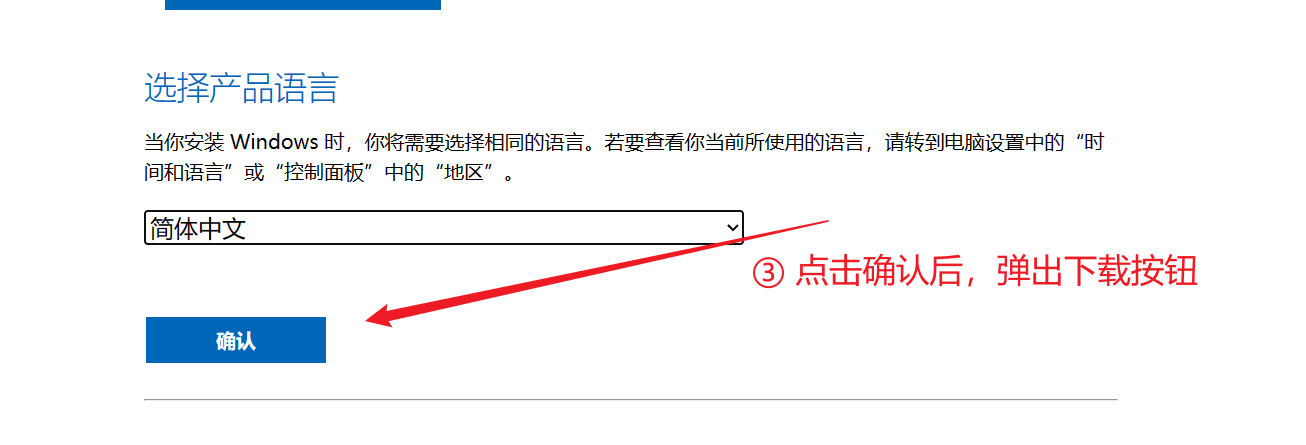 选择产品语言
当你安装 Windows 时，你将需要选择相同的语言。若要查看你当前所使用的语言，请转到电脑设置中的“时
间和语言”或“控制面板”中的“地区”。
简体中文
③ 点击确认后，弹出下载按钮
确认